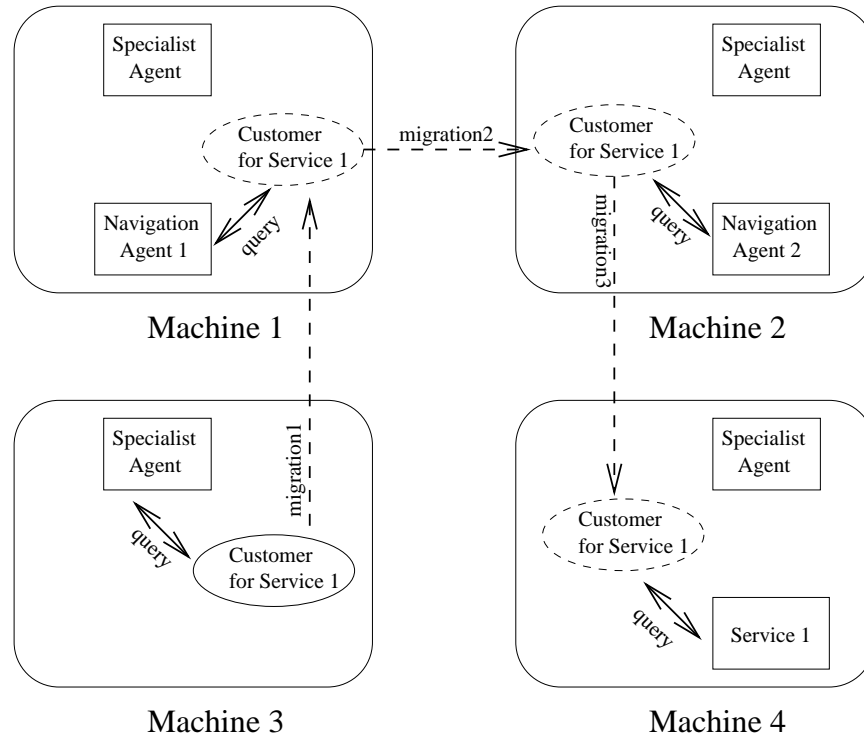 Specialist
Agent
Customer
for Service 1
Navigation
Agent 1
query
Machine 1
migration2
Specialist
Agent
Customer
for Service 1
query
Navigation
Agent 2
migration3
Machine 2
Specialist
Agent
query
Customer
for Service 1
migration1
Machine 3
Specialist
Agent
Customer
for Service 1
query
Service 1
Machine 4